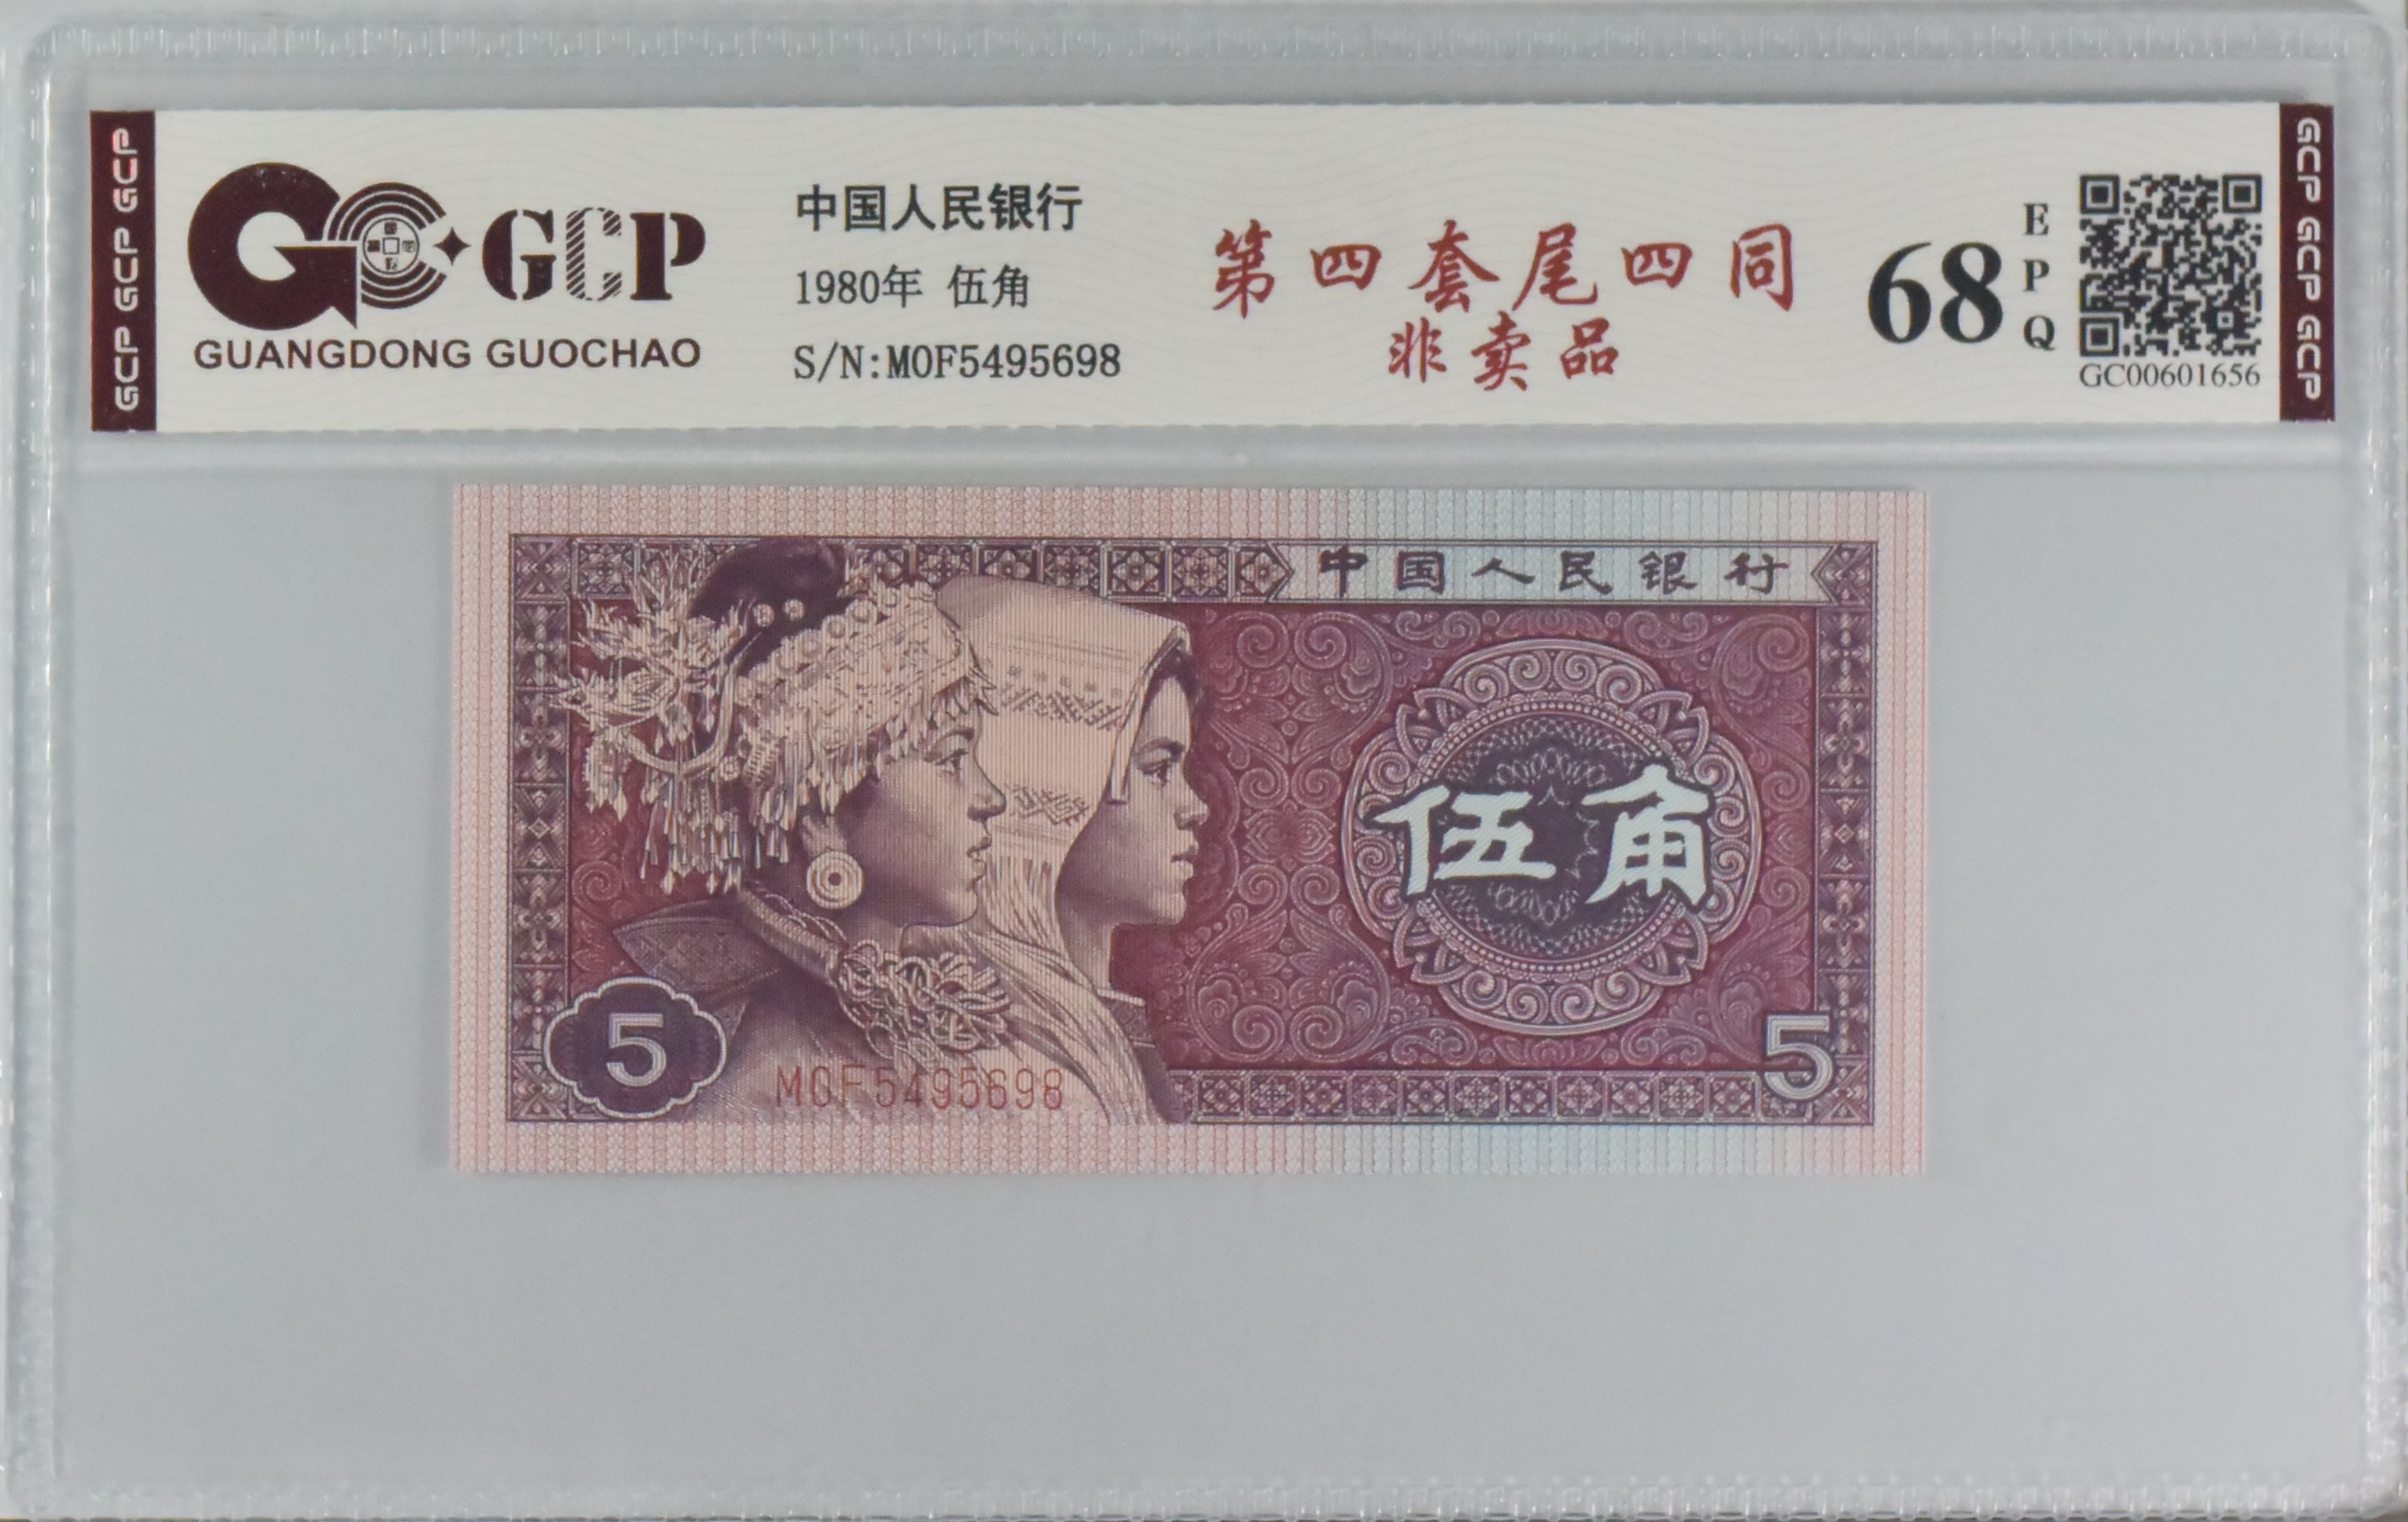 GCP GCP GCP
GC GCP
GUANGDONG GUOCHAO
中国人民银行
1980年 伍角
S/N:M0F5495698
第四套尾四同
非卖品
68
EPQ
GC00601656
GCP GCP GCP
中国人民银行
伍角
5
M0F5495698
5